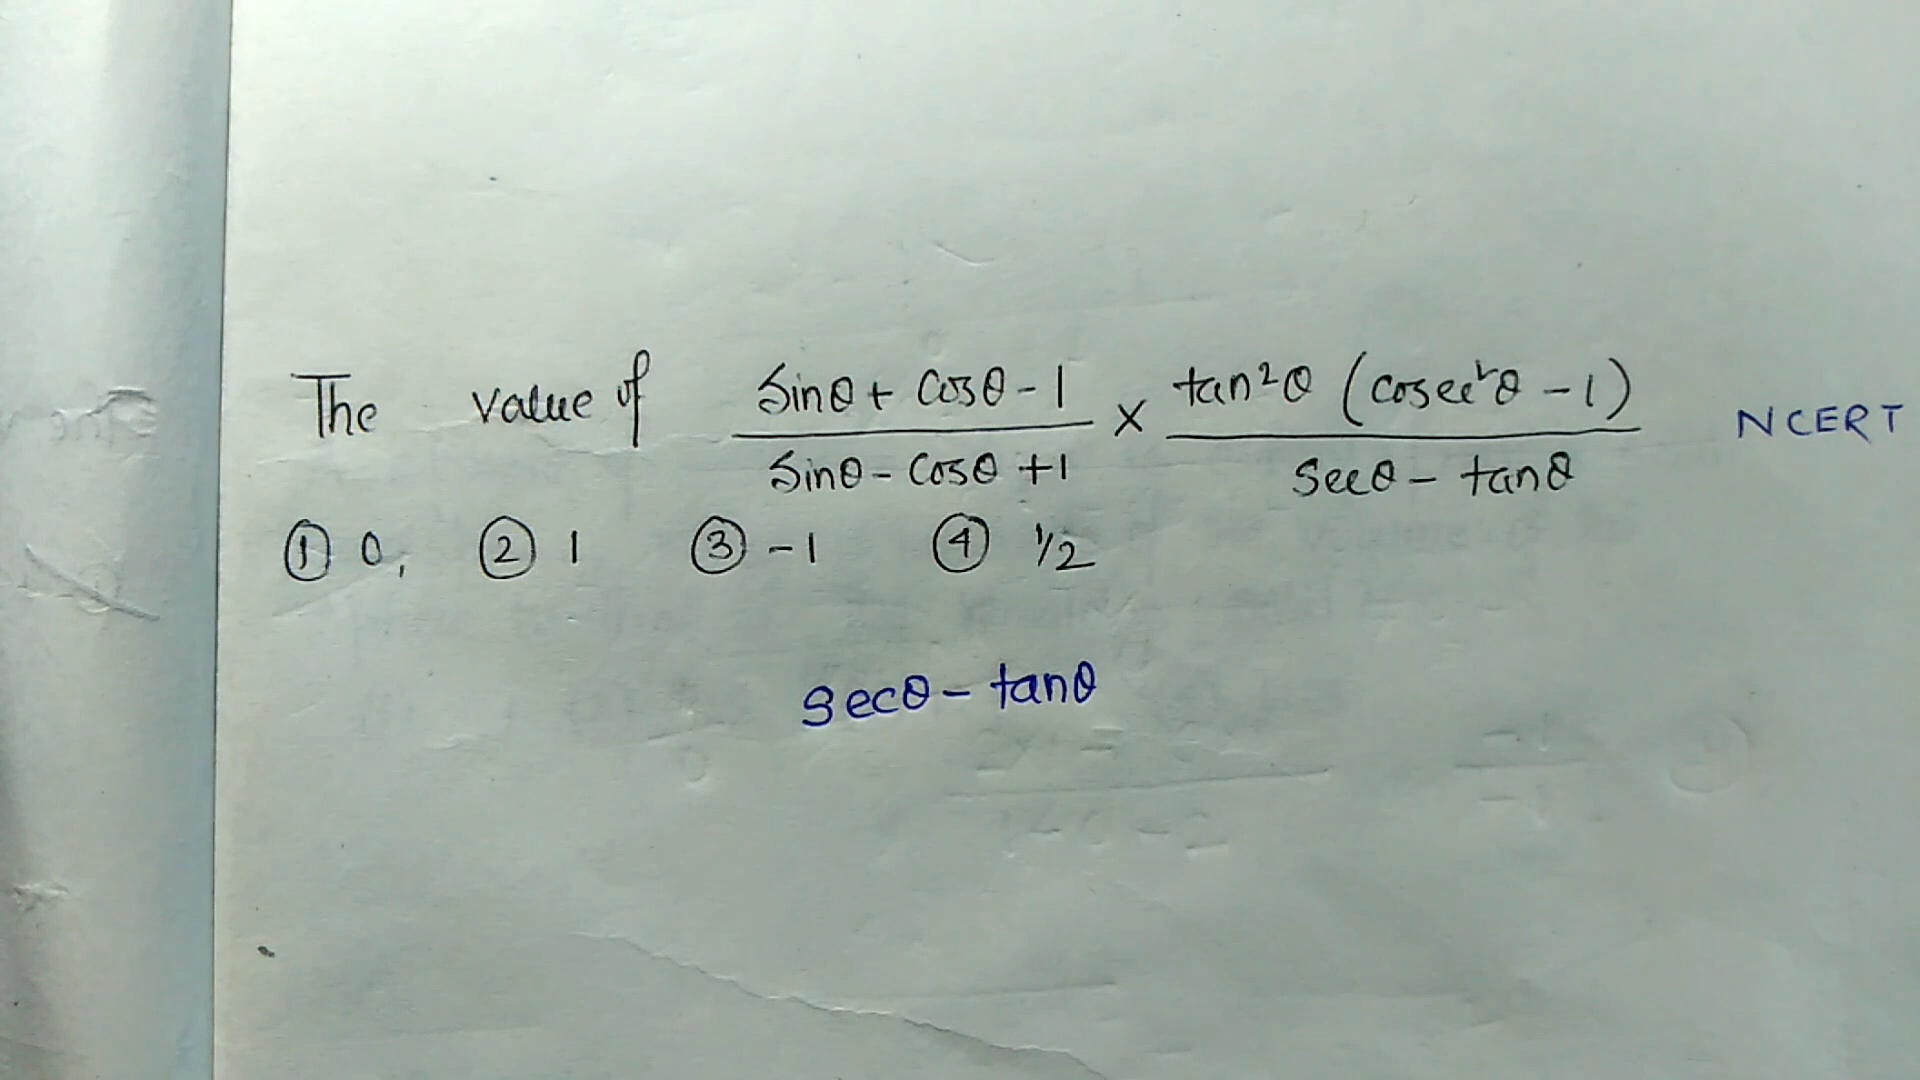 The value of (sinθ + cosθ - 1)/(sinθ - cosθ + 1) × (tan²θ (cosec²θ - 1))/(secθ - tanθ) NCERT
① 0, ② 1 ③ -1 ④ 1/2
secθ - tanθ